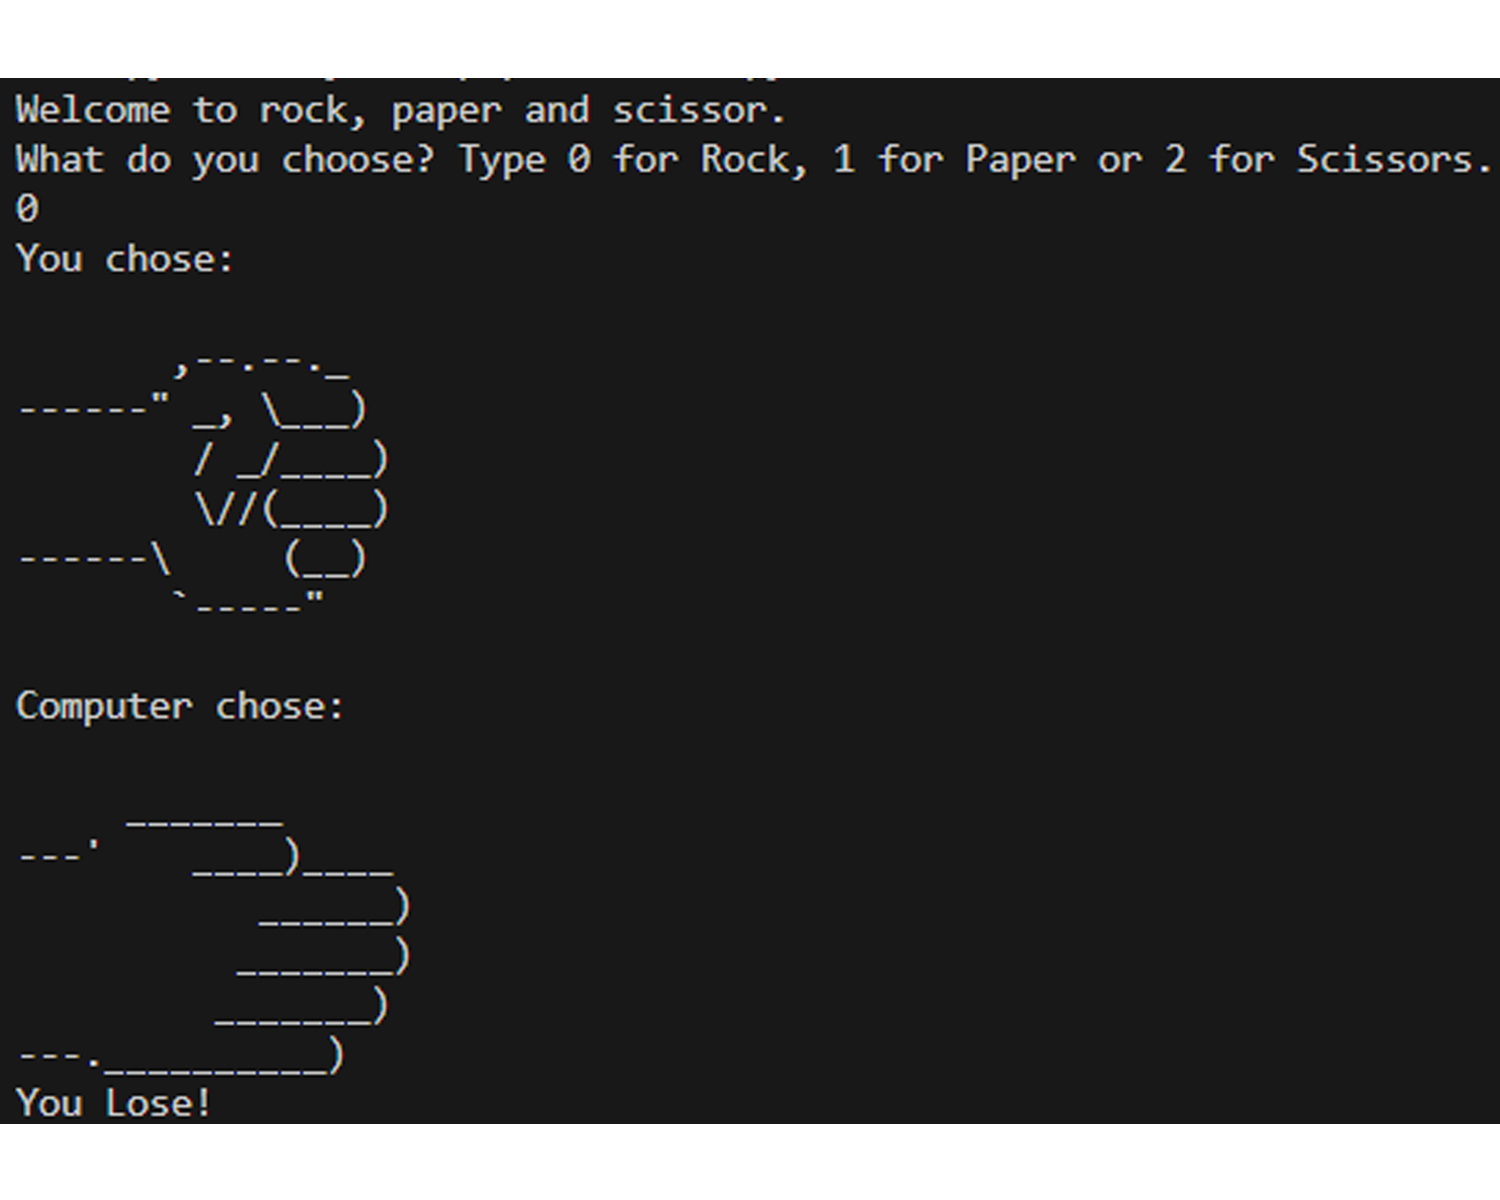 Welcome to rock, paper and scissor.
What do you choose? Type 0 for Rock, 1 for Paper or 2 for Scissors.
0
You chose:
       ,--.--._
------" _, \___)
        / _/____)
        \//(____)
------\     (__)
       `-----"
Computer chose:
     _______
---'    ____)____
           ______)
          _______)
         _______)
---.__________)
You Lose!